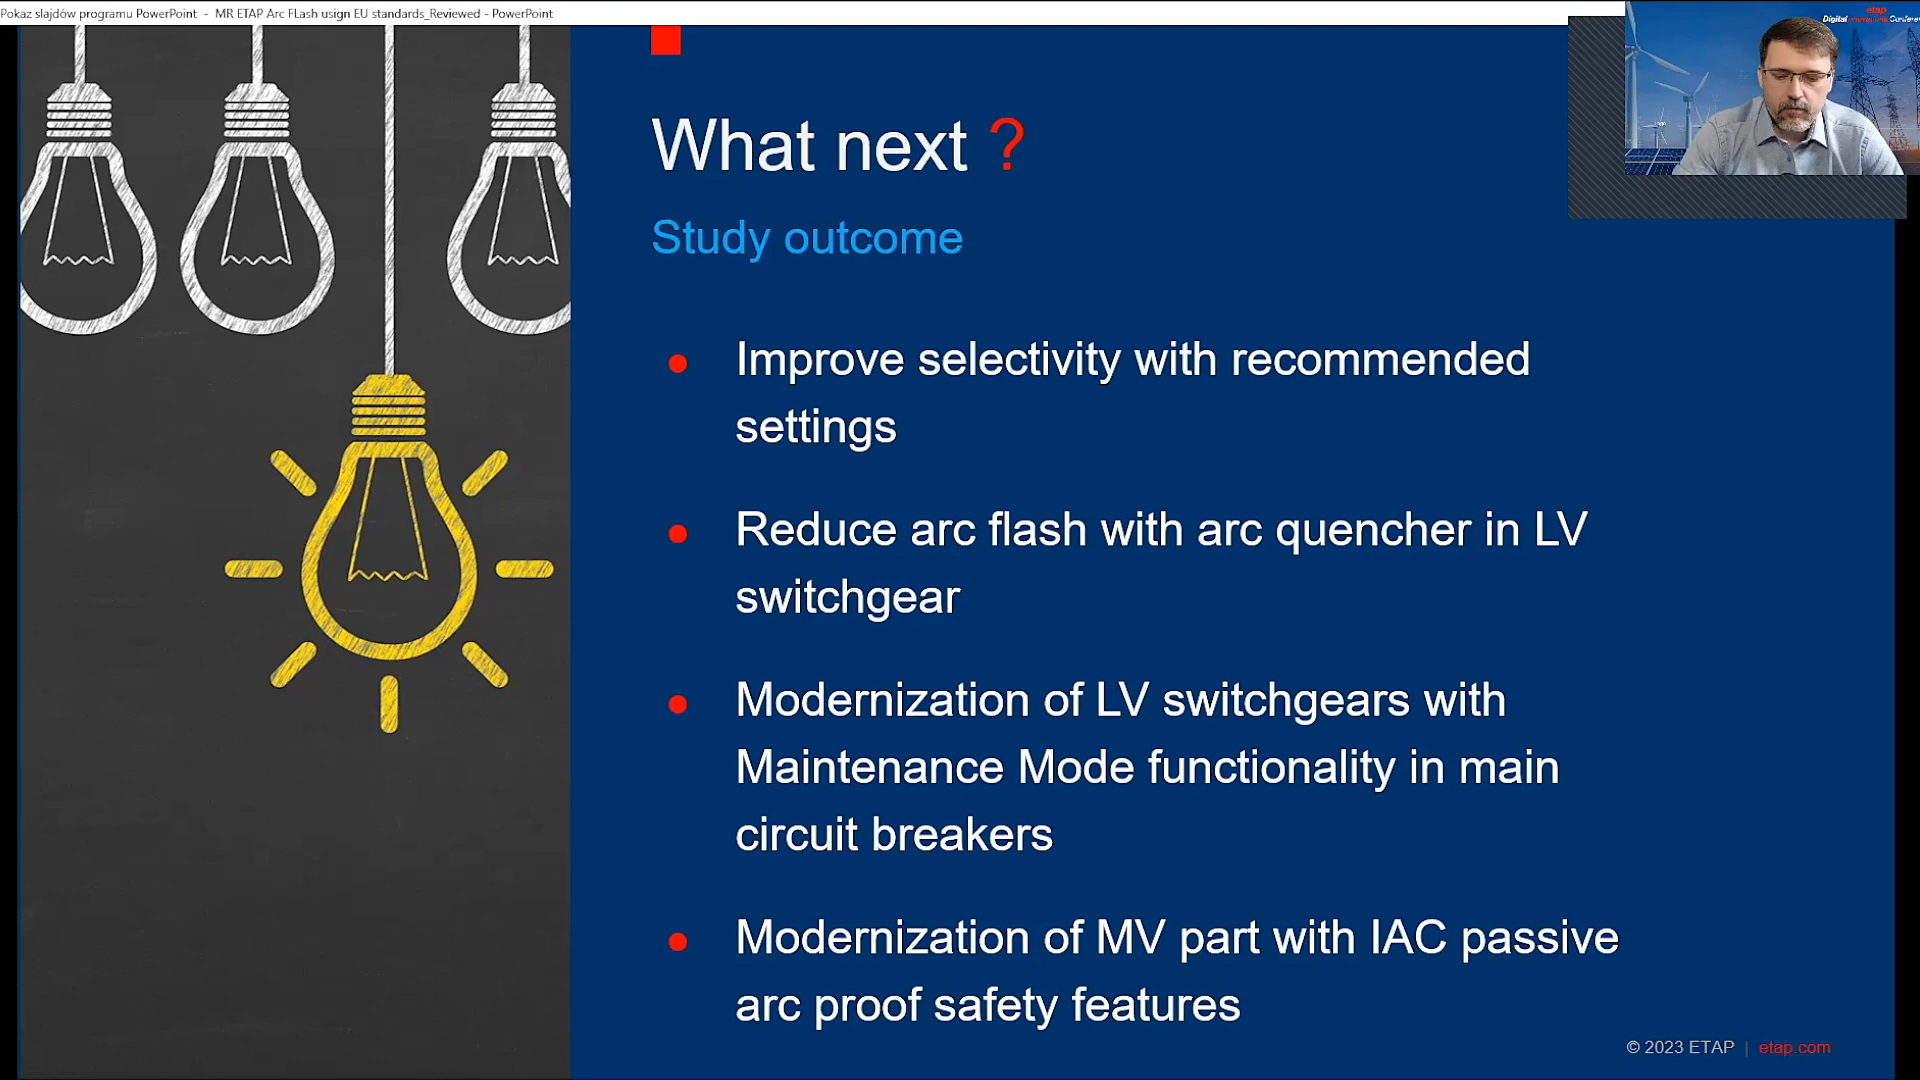 Pokaz slajdów programu PowerPoint - MR ETAP Arc FLash usign EU standards_Reviewed - PowerPoint
etap
Digital Conference
What next ?
Study outcome
Improve selectivity with recommended
settings
Reduce arc flash with arc quencher in LV
switchgear
Modernization of LV switchgears with
Maintenance Mode functionality in main
circuit breakers
Modernization of MV part with IAC passive
arc proof safety features
© 2023 ETAP | etap.com